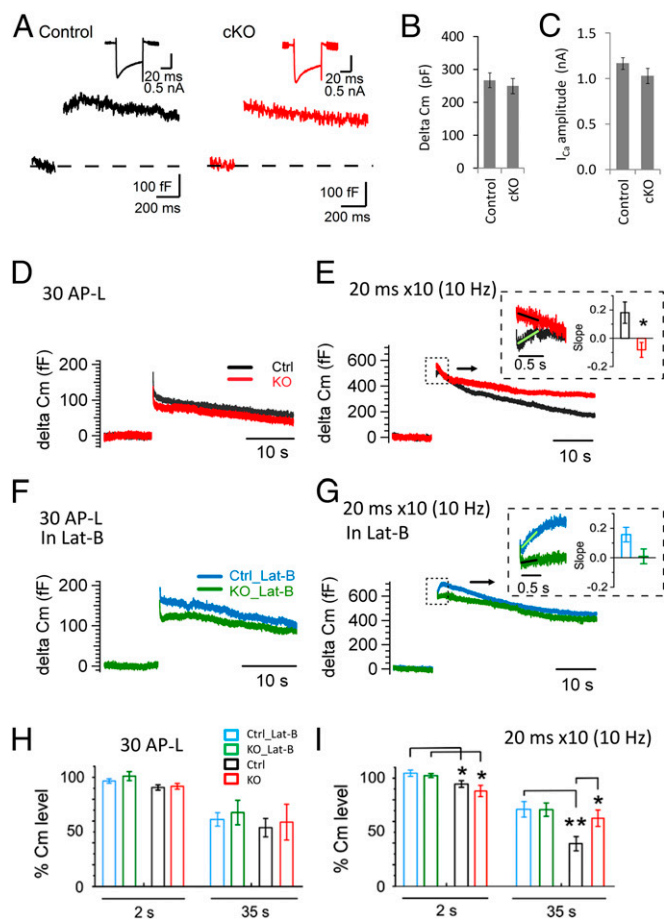 A Control cKO
20 ms
0.5 nA
20 ms
0.5 nA
100 fF
200 ms
100 fF
200 ms
B
Delta Cm (pF)
400
300
200
100
0
Control
cKO
C
I Ca amplitude (nA)
1.5
1.0
0.5
0.0
Control
cKO
D
30 AP-L
delta Cm (fF)
200
100
0
Ctrl
KO
10 s
E
20 ms x10 (10 Hz)
delta Cm (fF)
600
400
200
0
10 s
0.5 s
Slope
0.2
0.0
-0.2
*
F
30 AP-L
In Lat-B
delta Cm (fF)
200
100
0
Ctrl_Lat-B
KO_Lat-B
10 s
G
20 ms x10 (10 Hz)
In Lat-B
delta Cm (fF)
600
400
200
0
10 s
0.5 s
Slope
0.2
0.0
-0.2
H
30 AP-L
Ctrl_Lat-B
KO_Lat-B
Ctrl
KO
% Cm level
100
50
0
2 s
35 s
I
20 ms x10 (10 Hz)
% Cm level
100
50
0
* *
** *
2 s
35 s